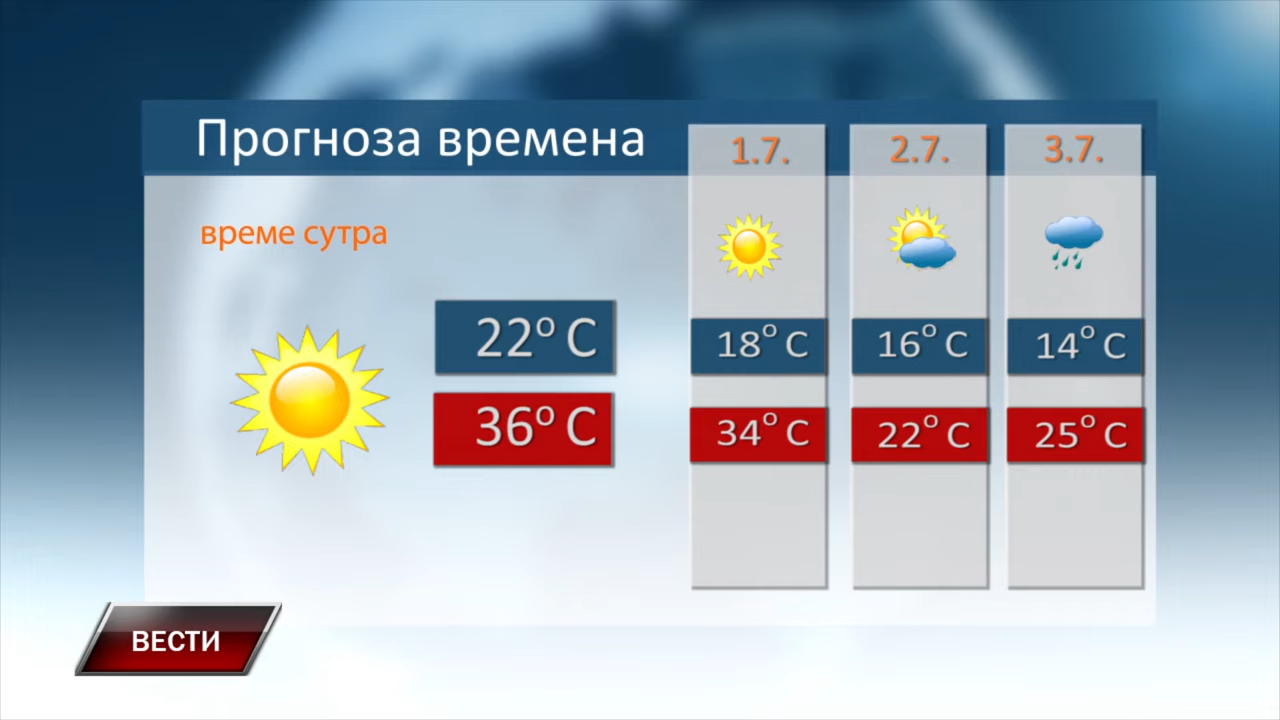 Прогноза времена
време сутра
22° C
36° C
1.7.
18° C
34° C
2.7.
16° C
22° C
3.7.
14° C
25° C
ВЕСТИ